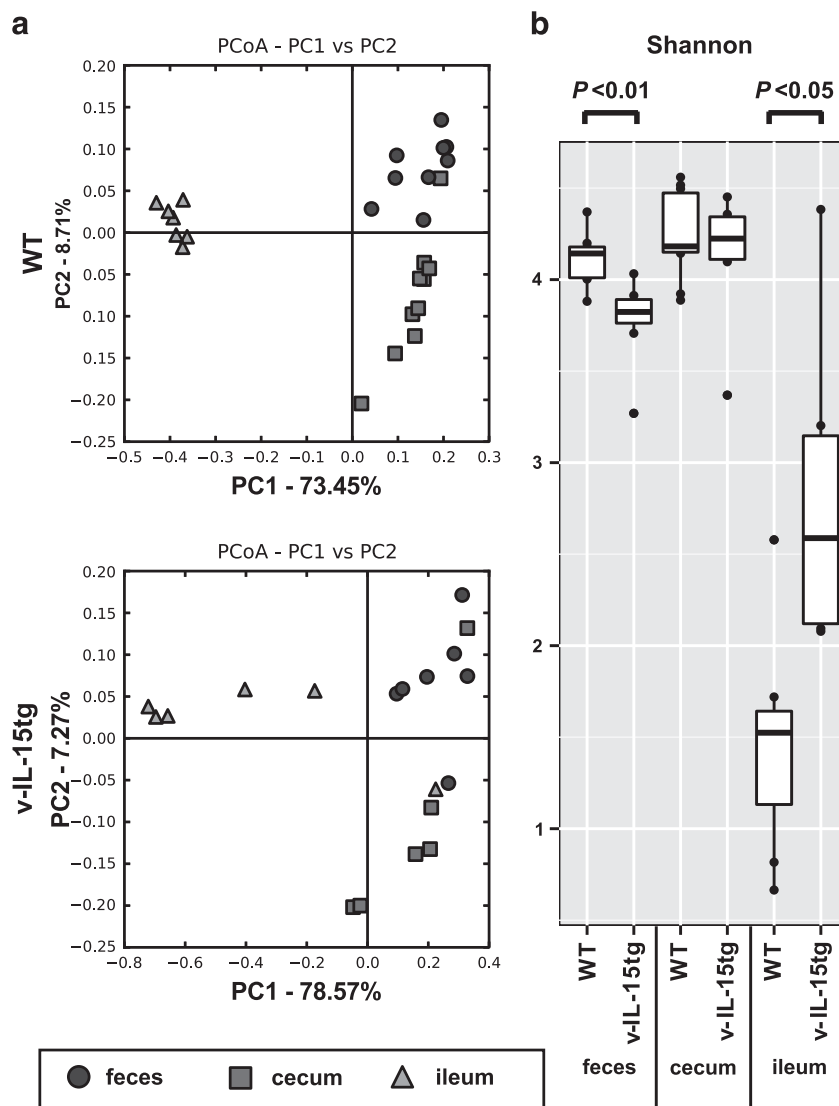 a
PCoA - PC1 vs PC2
WT
PC2 - 8.71%
0.20
0.15
0.10
0.05
0.00
0.05
0.10
0.15
−0.20
−0.25
−0.5 −0.4 −0.3 −0.2 −0.1 0.0 0.1 0.2 0.3
PC1 - 73.45%
PCoA - PC1 vs PC2
v-IL-15tg
PC2 - 7.27%
0.20
0.15
0.10
0.05
0.00
−0.05
−0.10
−0.15
−0.20
−0.25
−0.8 −0.6 −0.4 −0.2 0.0 0.2 0.4
PC1 - 78.57%
feces cecum ileum
b
Shannon
P<0.01 P<0.05
4
3
2
1
WT v-IL-15tg WT v-IL-15tg WT v-IL-15tg
feces cecum ileum